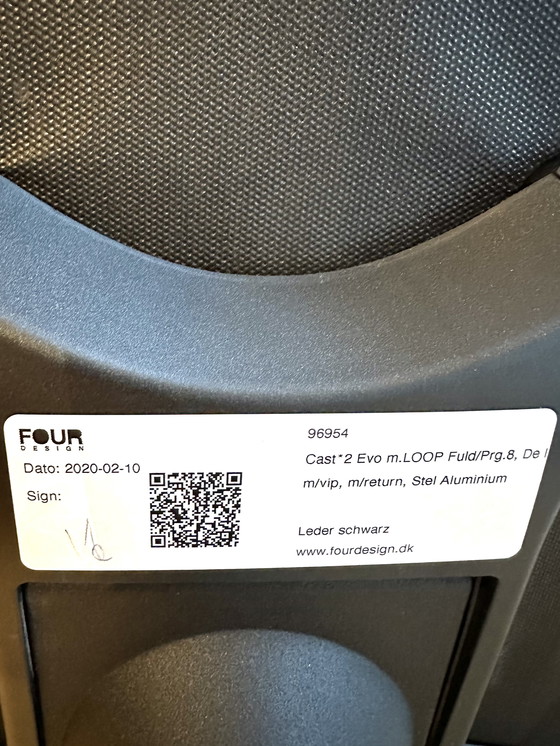 FOUR
DESIGN
Dato: 2020-02-10
Sign:
96954
Cast*2 Evo m.LOOP Fuld/Prg.8, De
m/vip, m/return, Stel Aluminium
Leder schwarz
www.fourdesign.dk